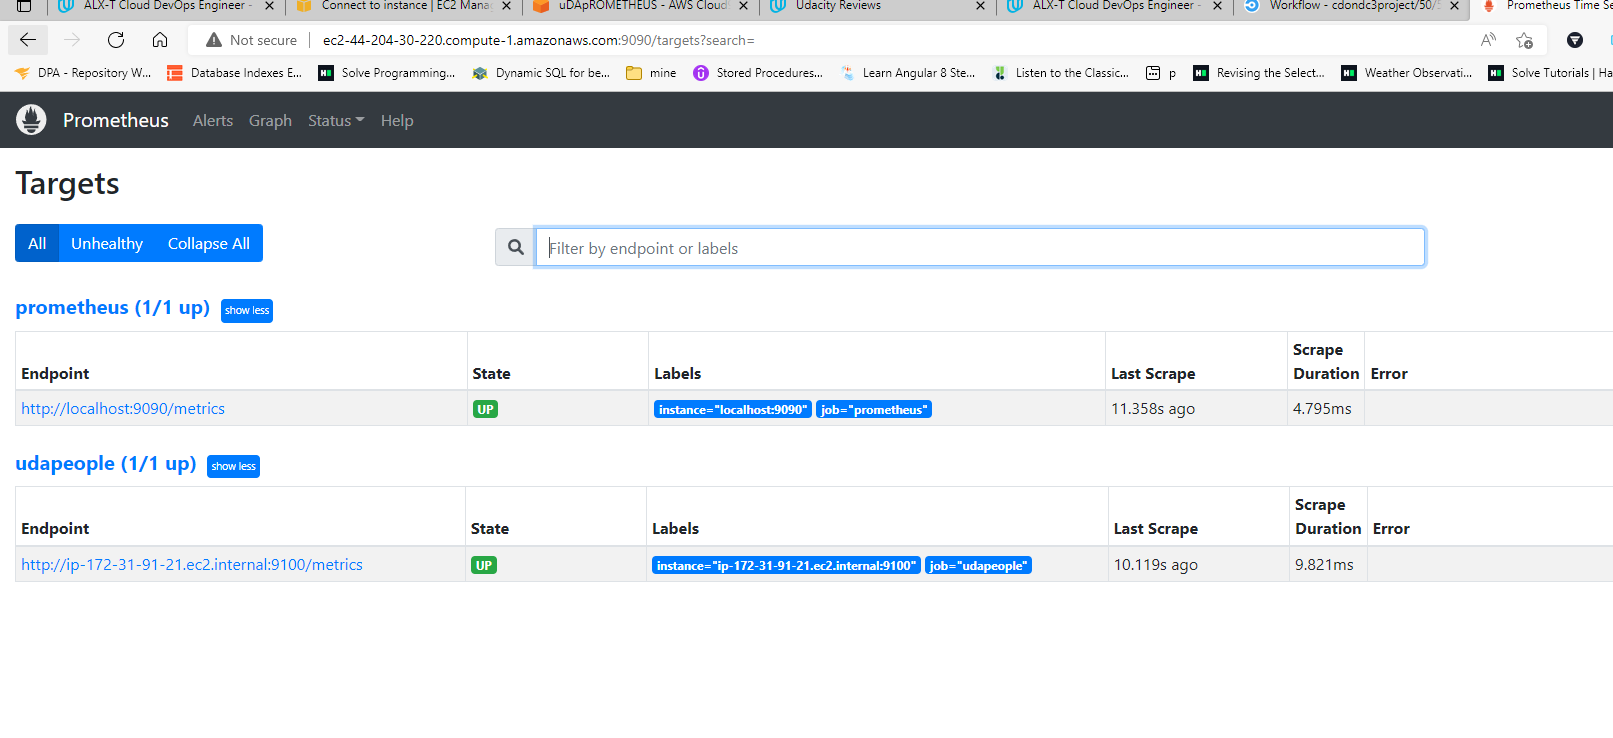 ALX-T Cloud DevOps Engineer -
Connect to instance | EC2 Mana
uDApROMETHEUS - AWS Cloud
Udacity Reviews
ALX-T Cloud DevOps Engineer -
Workflow - cdondc3project/50/
Prometheus Time Se
Not secure
ec2-44-204-30-220.compute-1.amazonaws.com:9090/targets?search=
DPA - Repository W...
Database Indexes E...
Solve Programming...
Dynamic SQL for be...
mine
Stored Procedures...
Learn Angular 8 Ste...
Listen to the Classic...
p
Revising the Select...
Weather Observati...
Solve Tutorials | Ha
Prometheus
Alerts
Graph
Status
Help
Targets
All
Unhealthy
Collapse All
Filter by endpoint or labels
prometheus (1/1 up) show less
Endpoint
State
Labels
Last Scrape
Scrape Duration
Error
http://localhost:9090/metrics
UP
instance="localhost:9090" job="prometheus"
11.358s ago
4.795ms
udapeople (1/1 up) show less
Endpoint
State
Labels
Last Scrape
Scrape Duration
Error
http://ip-172-31-91-21.ec2.internal:9100/metrics
UP
instance="ip-172-31-91-21.ec2.internal:9100" job="udapeople"
10.119s ago
9.821ms